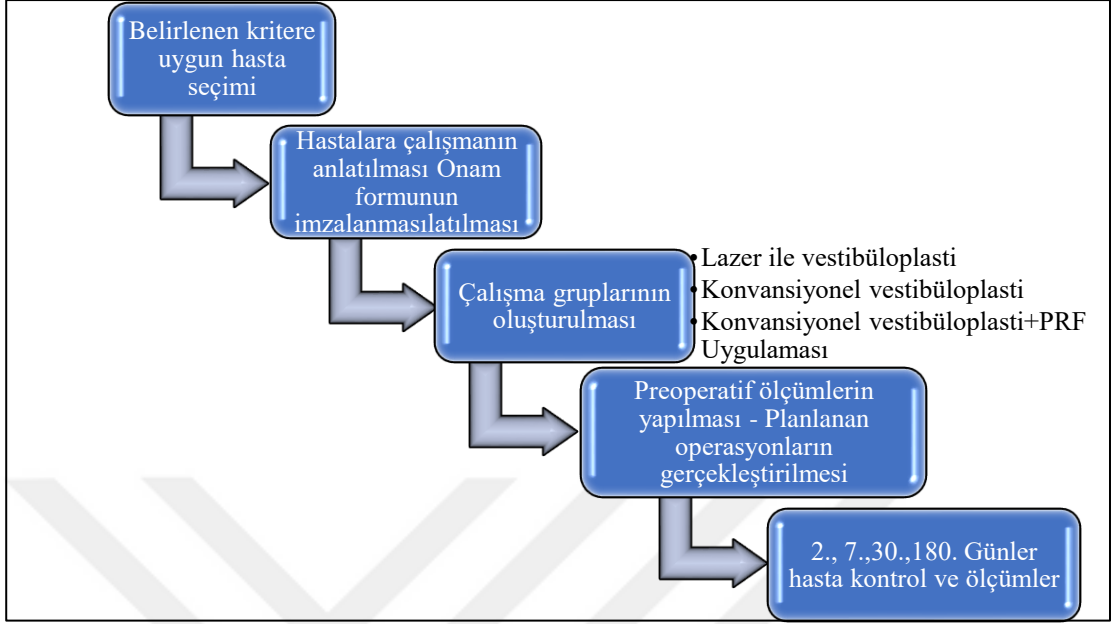 Belirlenen kritere
uygun hasta
seçimi
Hastalara çalışmanın
anlatılması Onam
formunun
imzalanmasılatılması
Çalışma gruplarının
oluşturulması
• Lazer ile vestibüloplasti
• Konvansiyonel vestibüloplasti
• Konvansiyonel vestibüloplasti+PRF
Uygulaması
Preoperatif ölçümlerin
yapılması - Planlanan
operasyonların
gerçekleştirilmesi
2., 7.,30.,180. Günler
hasta kontrol ve ölçümler